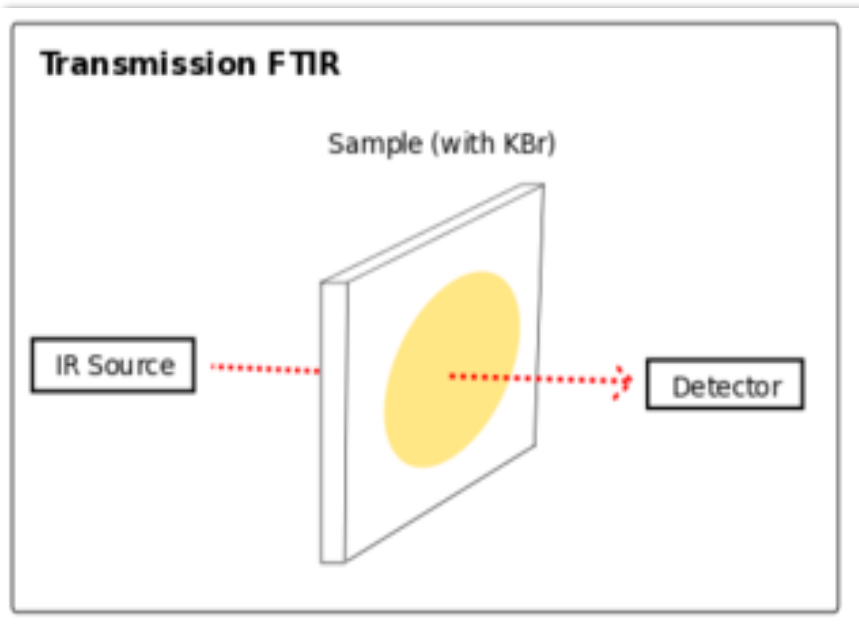 Transmission FTIR
Sample (with KBr)
IR Source
Detector